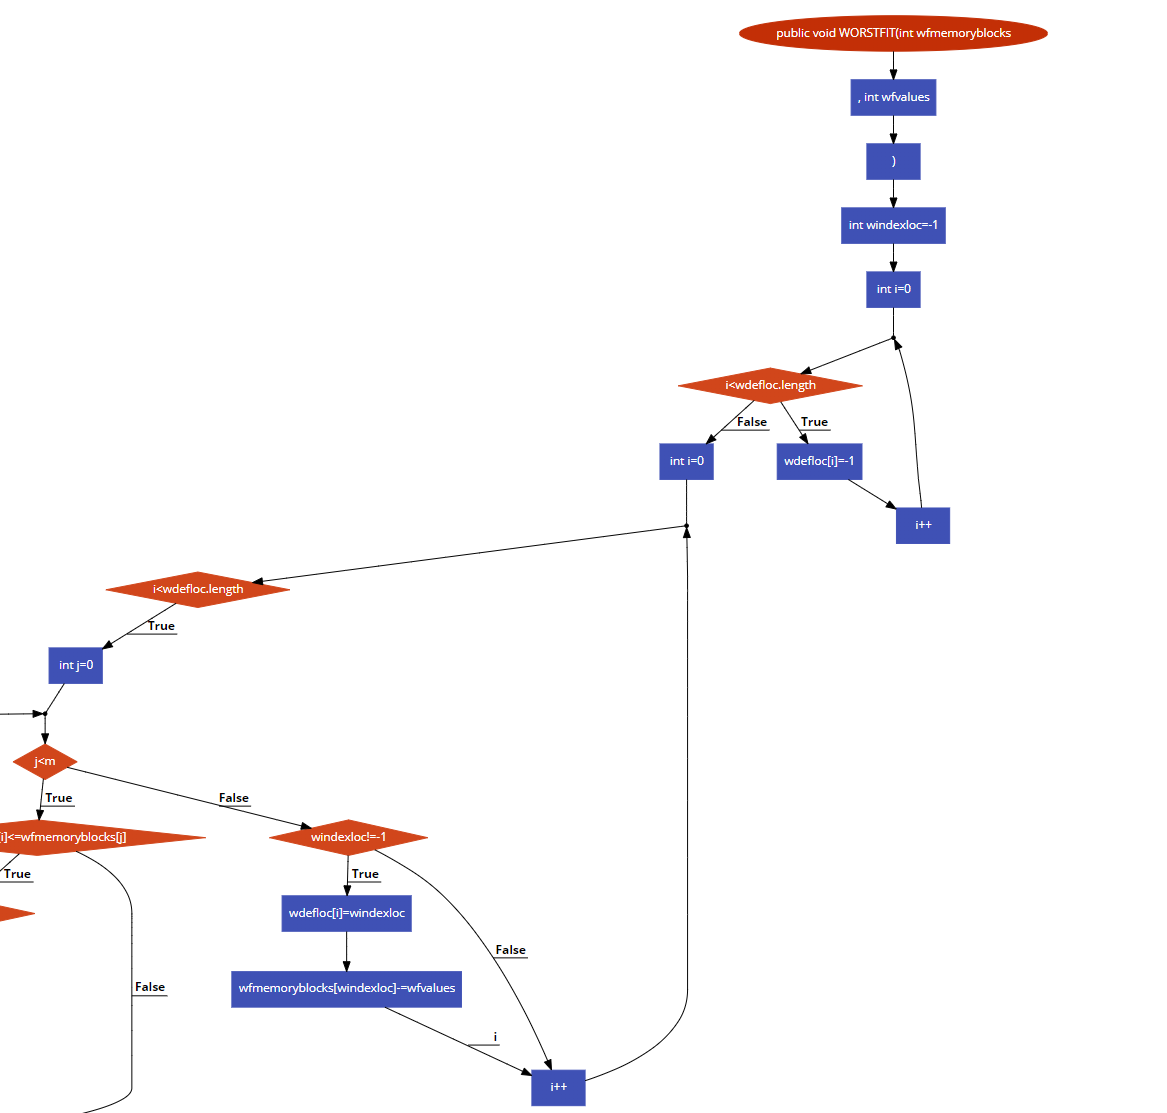 public void WORSTFIT(int wfmemoryblocks
, int wfvalues
)
int windexloc=-1
int i=0
i<wdefloc.length
False
True
int i=0
wdefloc[i]=-1
i++
i<wdefloc.length
True
int j=0
j<m
True
False
[i]<=wfmemoryblocks[j]
windexloc!=-1
True
True
wdefloc[i]=windexloc
False
False
wfmemoryblocks[windexloc]-=wfvalues
i
i++